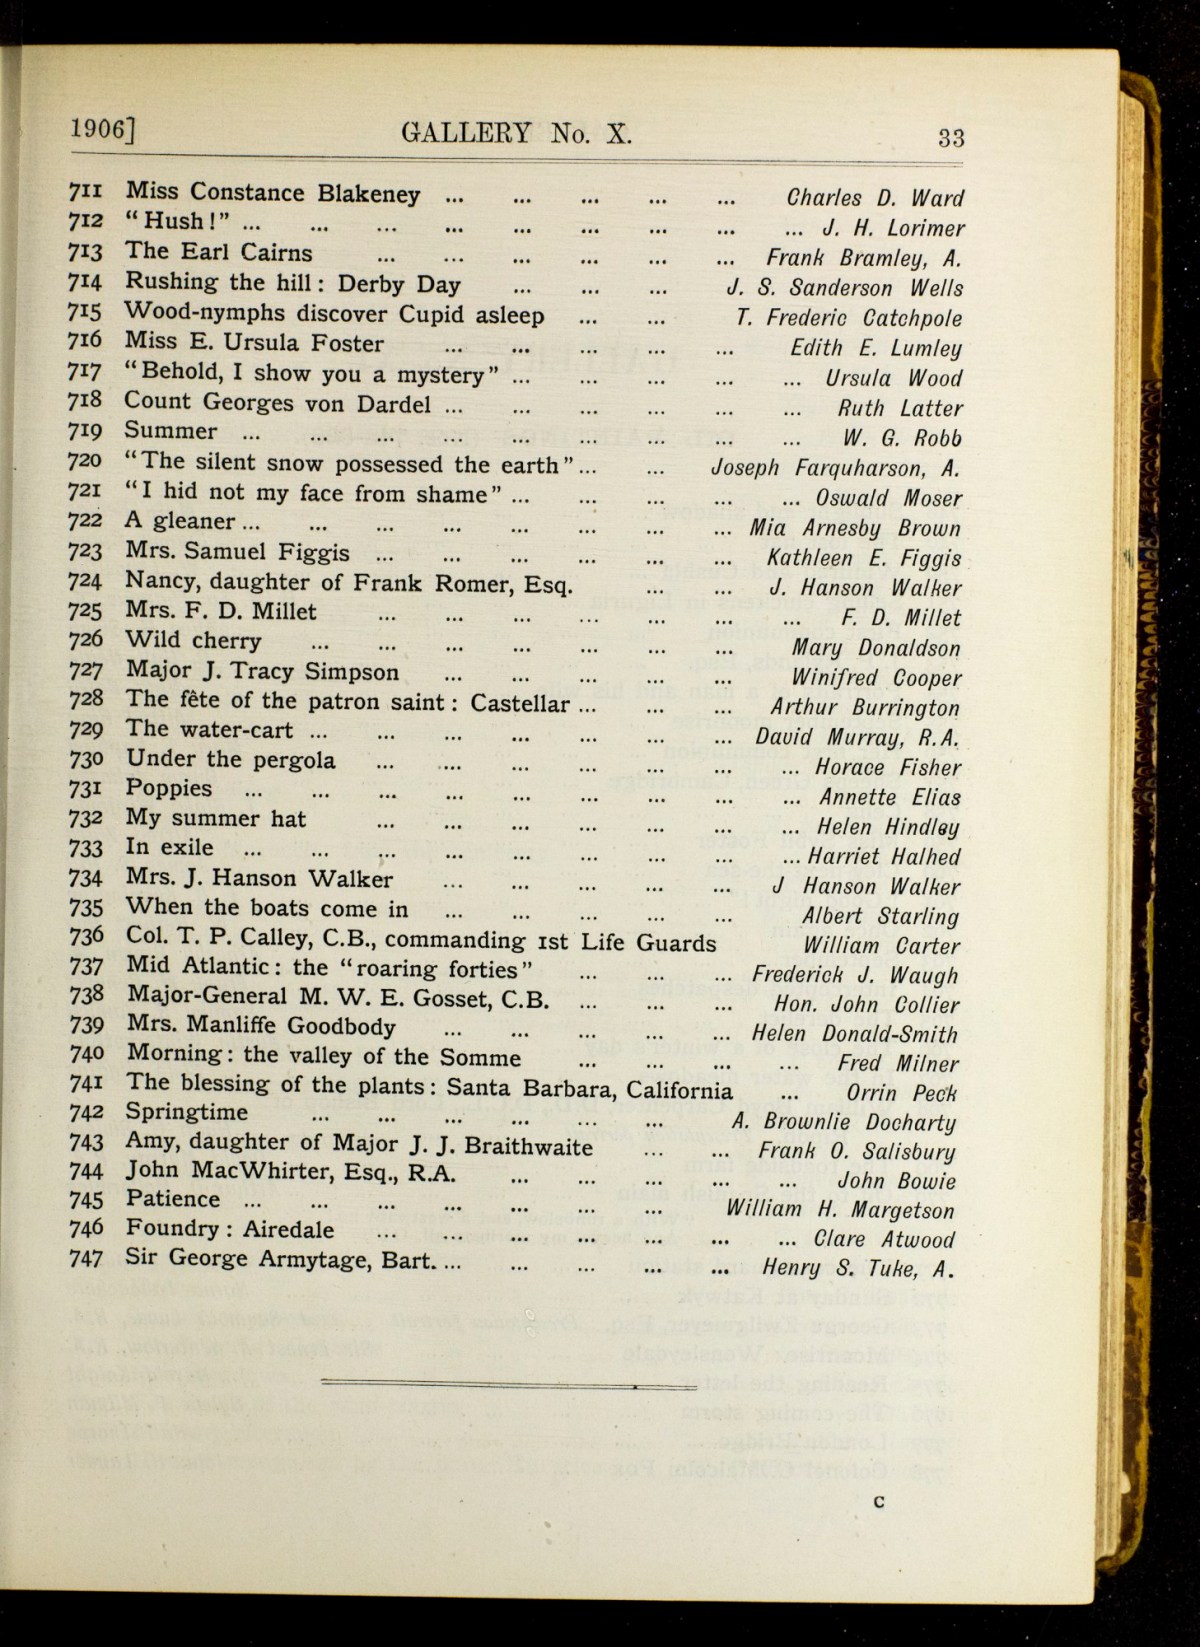 1906] GALLERY No. X. 33
711 Miss Constance Blakeney ... ... ... ... ... Charles D. Ward
712 "Hush!" ... ... ... ... ... ... ... ... ... J. H. Lorimer
713 The Earl Cairns ... ... ... ... ... ... Frank Bramley, A.
714 Rushing the hill: Derby Day ... ... ... J. S. Sanderson Wells
715 Wood-nymphs discover Cupid asleep ... ... T. Frederic Catchpole
716 Miss E. Ursula Foster ... ... ... ... ... Edith E. Lumley
717 "Behold, I show you a mystery" ... ... ... ... ... Ursula Wood
718 Count Georges von Dardel ... ... ... ... ... ... Ruth Latter
719 Summer ... ... ... ... ... ... ... ... ... W. G. Robb
720 "The silent snow possessed the earth"... ... Joseph Farquharson, A.
721 "I hid not my face from shame" ... ... ... ... ... Oswald Moser
722 A gleaner ... ... ... ... ... ... ... ... Mia Arnesby Brown
723 Mrs. Samuel Figgis ... ... ... ... ... ... Kathleen E. Figgis
724 Nancy, daughter of Frank Romer, Esq. ... ... J. Hanson Walker
725 Mrs. F. D. Millet ... ... ... ... ... ... ... F. D. Millet
726 Wild cherry ... ... ... ... ... ... ... Mary Donaldson
727 Major J. Tracy Simpson ... ... ... ... ... Winifred Cooper
728 The fête of the patron saint: Castellar ... ... ... Arthur Burrington
729 The water-cart ... ... ... ... ... ... ... David Murray, R.A.
730 Under the pergola ... ... ... ... ... ... ... Horace Fisher
731 Poppies ... ... ... ... ... ... ... ... ... Annette Elias
732 My summer hat ... ... ... ... ... ... ... Helen Hindley
733 In exile ... ... ... ... ... ... ... ... ... Harriet Halhed
734 Mrs. J. Hanson Walker ... ... ... ... ... J Hanson Walker
735 When the boats come in ... ... ... ... ... Albert Starling
736 Col. T. P. Calley, C.B., commanding 1st Life Guards William Carter
737 Mid Atlantic: the "roaring forties" ... ... ... Frederick J. Waugh
738 Major-General M. W. E. Gosset, C.B. ... ... ... Hon. John Collier
739 Mrs. Manliffe Goodbody ... ... ... ... ... Helen Donald-Smith
740 Morning: the valley of the Somme ... ... ... ... Fred Milner
741 The blessing of the plants: Santa Barbara, California ... Orrin Peck
742 Springtime ... ... ... ... ... ... A. Brownlie Docharty
743 Amy, daughter of Major J. J. Braithwaite ... ... Frank O. Salisbury
744 John MacWhirter, Esq., R.A. ... ... ... ... ... John Bowie
745 Patience ... ... ... ... ... ... ... William H. Margetson
746 Foundry: Airedale ... ... ... ... ... ... ... Clare Atwood
747 Sir George Armytage, Bart. ... ... ... ... ... Henry S. Tuke, A.
C